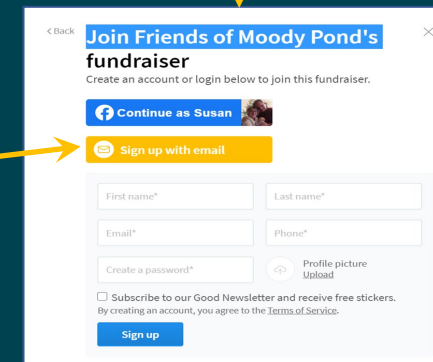 < Back
Join Friends of Moody Pond's
fundraiser
Create an account or login below to join this fundraiser.
Continue as Susan
Sign up with email
First name*
Last name*
Email*
Phone*
Create a password*
Profile picture
Upload
Subscribe to our Good Newsletter and receive free stickers.
By creating an account, you agree to the Terms of Service.
Sign up